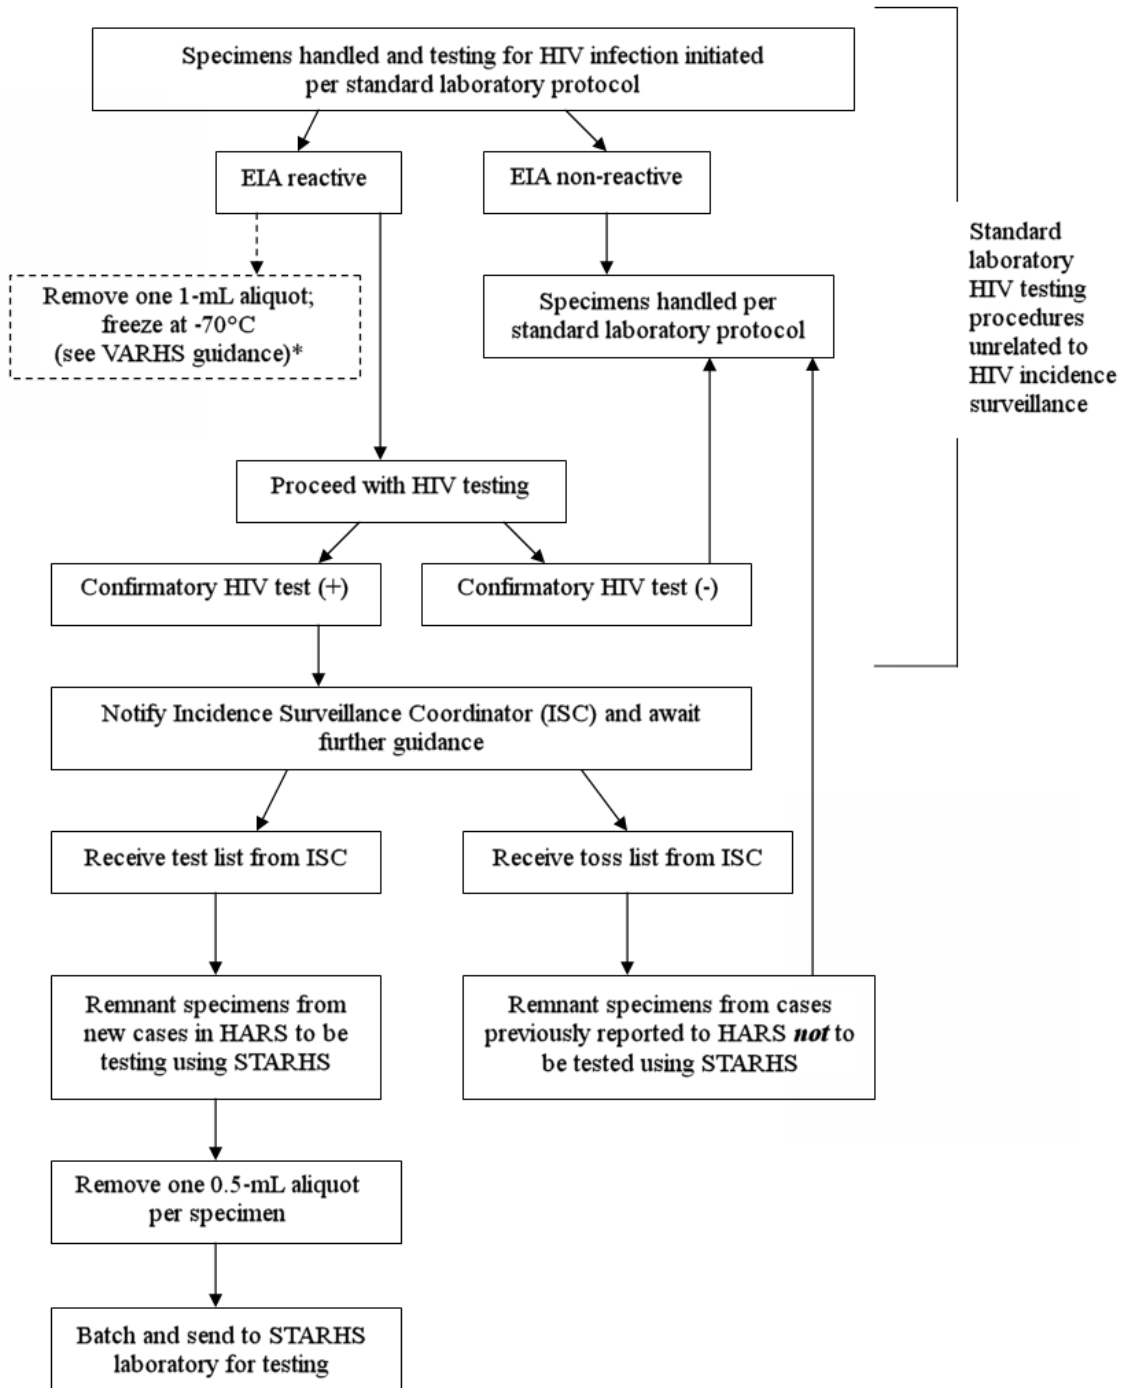 Specimens handled and testing for HIV infection initiated
per standard laboratory protocol
EIA reactive
EIA non-reactive
Remove one 1-mL aliquot;
freeze at -70°C
(see VARHS guidance)*
Specimens handled per
standard laboratory protocol
Standard
laboratory
HIV testing
procedures
unrelated to
HIV incidence
surveillance
Proceed with HIV testing
Confirmatory HIV test (+)
Confirmatory HIV test (-)
Notify Incidence Surveillance Coordinator (ISC) and await
further guidance
Receive test list from ISC
Receive toss list from ISC
Remnant specimens from
new cases in HARS to be
testing using STARHS
Remnant specimens from cases
previously reported to HARS not to
be tested using STARHS
Remove one 0.5-mL aliquot
per specimen
Batch and send to STARHS
laboratory for testing